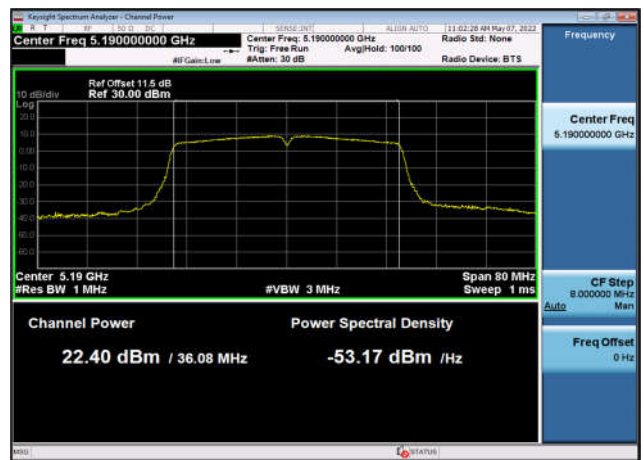 Keysight Spectrum Analyzer - Channel Power
R T RF 50 Ω DC SENSE:INT ALIGN AUTO 11:02:28 AM May 07, 2022
Center Freq 5.190000000 GHz Center Freq: 5.190000000 GHz Radio Std: None Frequency
Trig: Free Run Avg|Hold: 100/100
#IFGain:Low #Atten: 30 dB Radio Device: BTS
Ref Offset 11.5 dB
10 dB/div Ref 30.00 dBm
Log
20.0
10.0
0.00
-10.0
-20.0
-30.0
-40.0
-50.0
-60.0
Center Freq
5.190000000 GHz
Center 5.19 GHz Span 80 MHz
#Res BW 1 MHz #VBW 3 MHz Sweep 1 ms
CF Step
8.000000 MHz
Auto Man
Channel Power Power Spectral Density
22.40 dBm / 36.08 MHz -53.17 dBm /Hz
Freq Offset
0 Hz
MSG STATUS